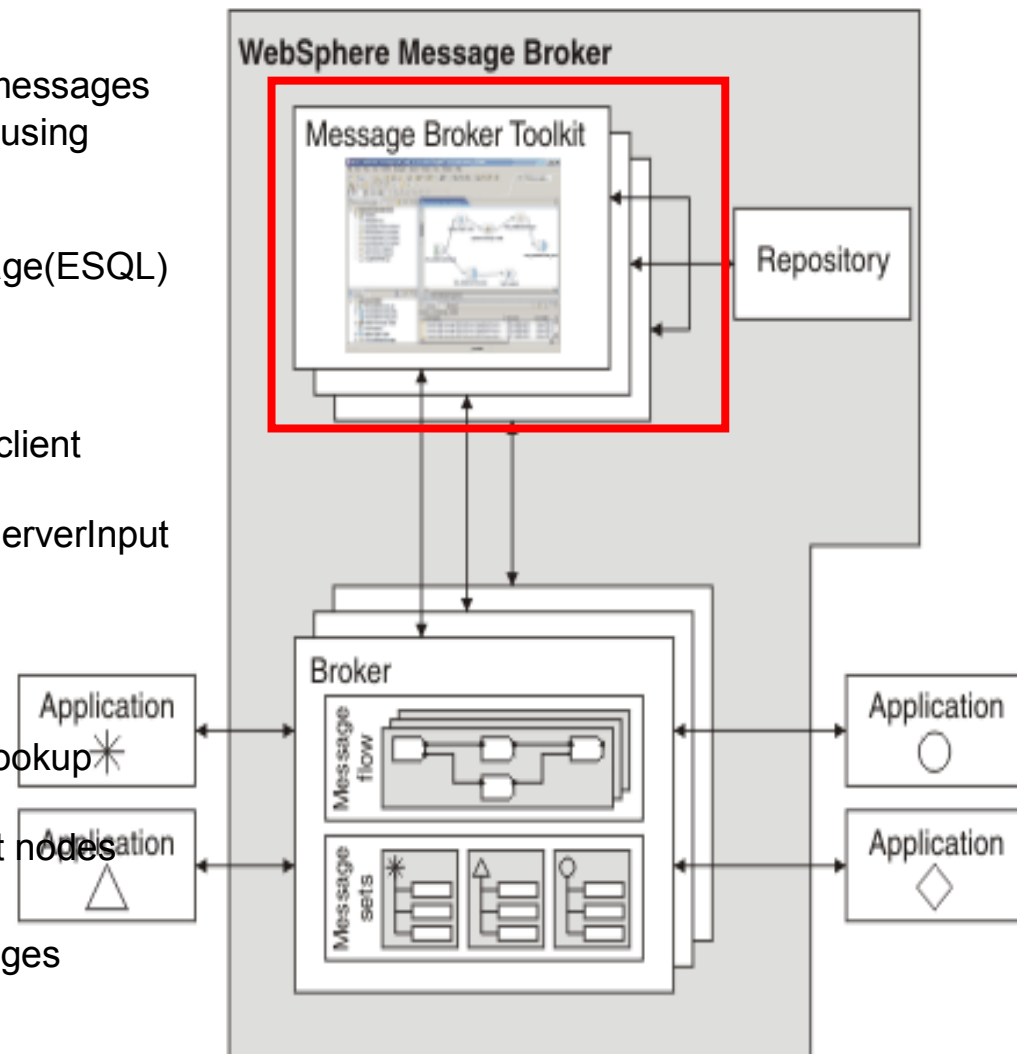 WebSphere Message Broker
messages
using
Message Broker Toolkit
Repository
ge(ESQL)
client
erverInput
Broker
Application
ookup
Message
flow
Application
Application
t nodes
Message
sets
Application
ges